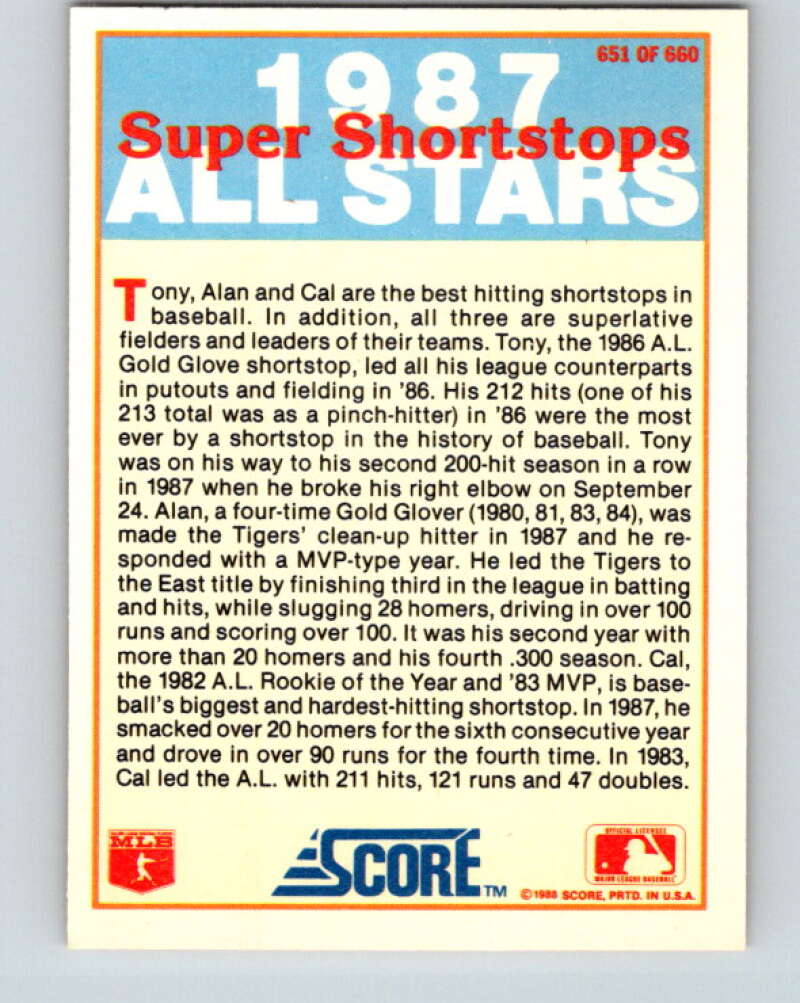 651 OF 660
1987
Super Shortstops
ALL STARS
Tony, Alan and Cal are the best hitting shortstops in
baseball. In addition, all three are superlative
fielders and leaders of their teams. Tony, the 1986 A.L.
Gold Glove shortstop, led all his league counterparts
in putouts and fielding in '86. His 212 hits (one of his
213 total was as a pinch-hitter) in '86 were the most
ever by a shortstop in the history of baseball. Tony
was on his way to his second 200-hit season in a row
in 1987 when he broke his right elbow on September
24. Alan, a four-time Gold Glover (1980, 81, 83, 84), was
made the Tigers' clean-up hitter in 1987 and he re-
sponded with a MVP-type year. He led the Tigers to
the East title by finishing third in the league in batting
and hits, while slugging 28 homers, driving in over 100
runs and scoring over 100. It was his second year with
more than 20 homers and his fourth .300 season. Cal,
the 1982 A.L. Rookie of the Year and '83 MVP, is base-
ball's biggest and hardest-hitting shortstop. In 1987, he
smacked over 20 homers for the sixth consecutive year
and drove in over 90 runs for the fourth time. In 1983,
Cal led the A.L. with 211 hits, 121 runs and 47 doubles.
MLB
SCORE™
OFFICIAL LICENSEE
MAJOR LEAGUE BASEBALL
©1988 SCORE, PRTD. IN U.S.A.